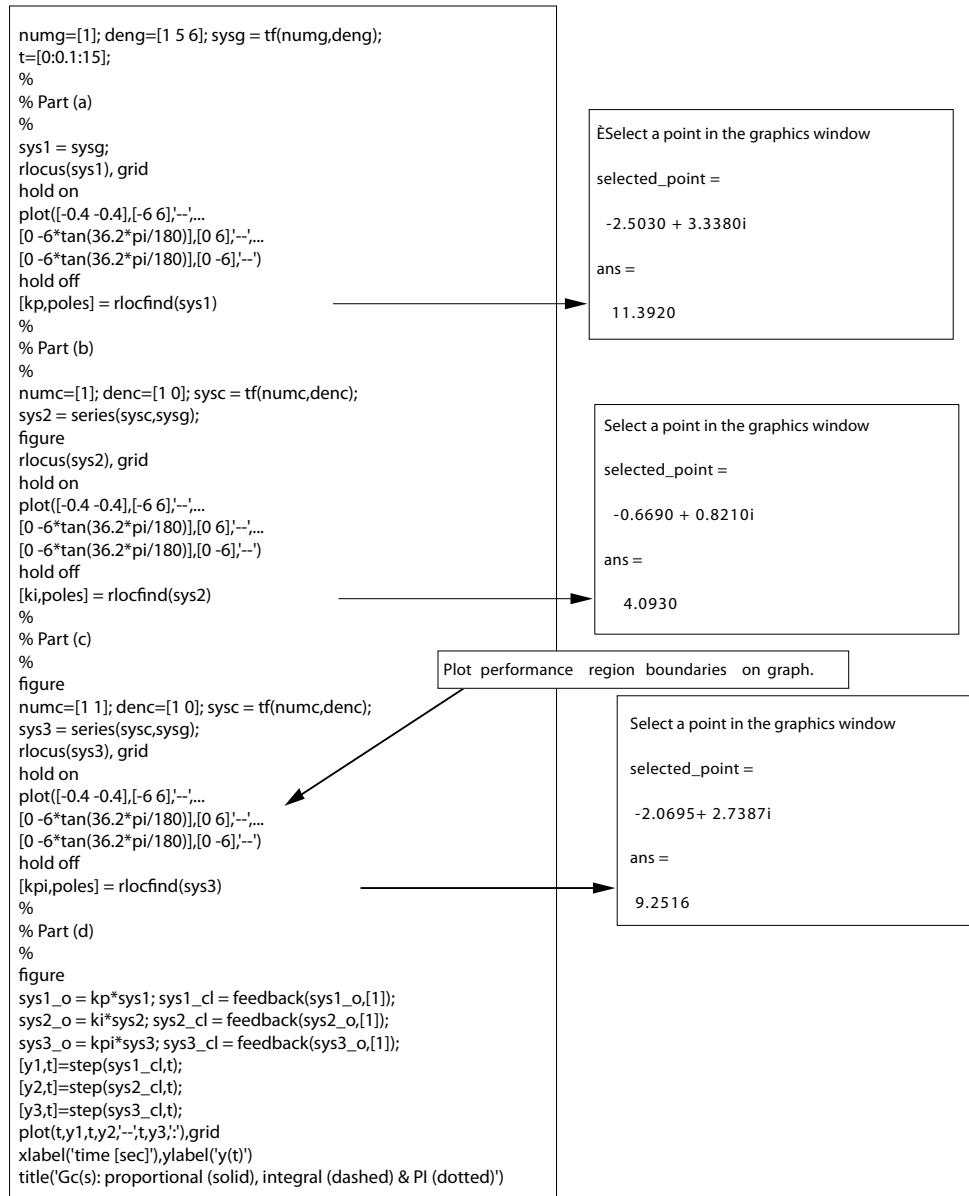 numg=[1]; deng=[1 5 6]; sysg = tf(numg,deng);
t=[0:0.1:15];
%
% Part (a)
%
sys1 = sysg;
rlocus(sys1), grid
hold on
plot([-0.4 -0.4],[-6 6],'--',...
[0 -6*tan(36.2*pi/180)],[0 6],'--',...
[0 -6*tan(36.2*pi/180)],[0 -6],'--')
hold off
[kp,poles] = rlocfind(sys1)
%
% Part (b)
%
numc=[1]; denc=[1 0]; sysc = tf(numc,denc);
sys2 = series(sysc,sysg);
figure
rlocus(sys2), grid
hold on
plot([-0.4 -0.4],[-6 6],'--',...
[0 -6*tan(36.2*pi/180)],[0 6],'--',...
[0 -6*tan(36.2*pi/180)],[0 -6],'--')
hold off
[ki,poles] = rlocfind(sys2)
%
% Part (c)
%
figure
numc=[1 1]; denc=[1 0]; sysc = tf(numc,denc);
sys3 = series(sysc,sysg);
rlocus(sys3), grid
hold on
plot([-0.4 -0.4],[-6 6],'--',...
[0 -6*tan(36.2*pi/180)],[0 6],'--',...
[0 -6*tan(36.2*pi/180)],[0 -6],'--')
hold off
[kpi,poles] = rlocfind(sys3)
%
% Part (d)
%
figure
sys1_o = kp*sys1; sys1_cl = feedback(sys1_o,[1]);
sys2_o = ki*sys2; sys2_cl = feedback(sys2_o,[1]);
sys3_o = kpi*sys3; sys3_cl = feedback(sys3_o,[1]);
[y1,t]=step(sys1_cl,t);
[y2,t]=step(sys2_cl,t);
[y3,t]=step(sys3_cl,t);
plot(t,y1,t,y2,'--',t,y3,':'),grid
xlabel('time [sec]'),ylabel('y(t)')
title('Gc(s): proportional (solid), integral (dashed) & PI (dotted)')
ÈSelect a point in the graphics window
selected_point =
-2.5030 + 3.3380i
ans =
11.3920
Select a point in the graphics window
selected_point =
-0.6690 + 0.8210i
ans =
4.0930
Plot performance region boundaries on graph.
Select a point in the graphics window
selected_point =
-2.0695+ 2.7387i
ans =
9.2516